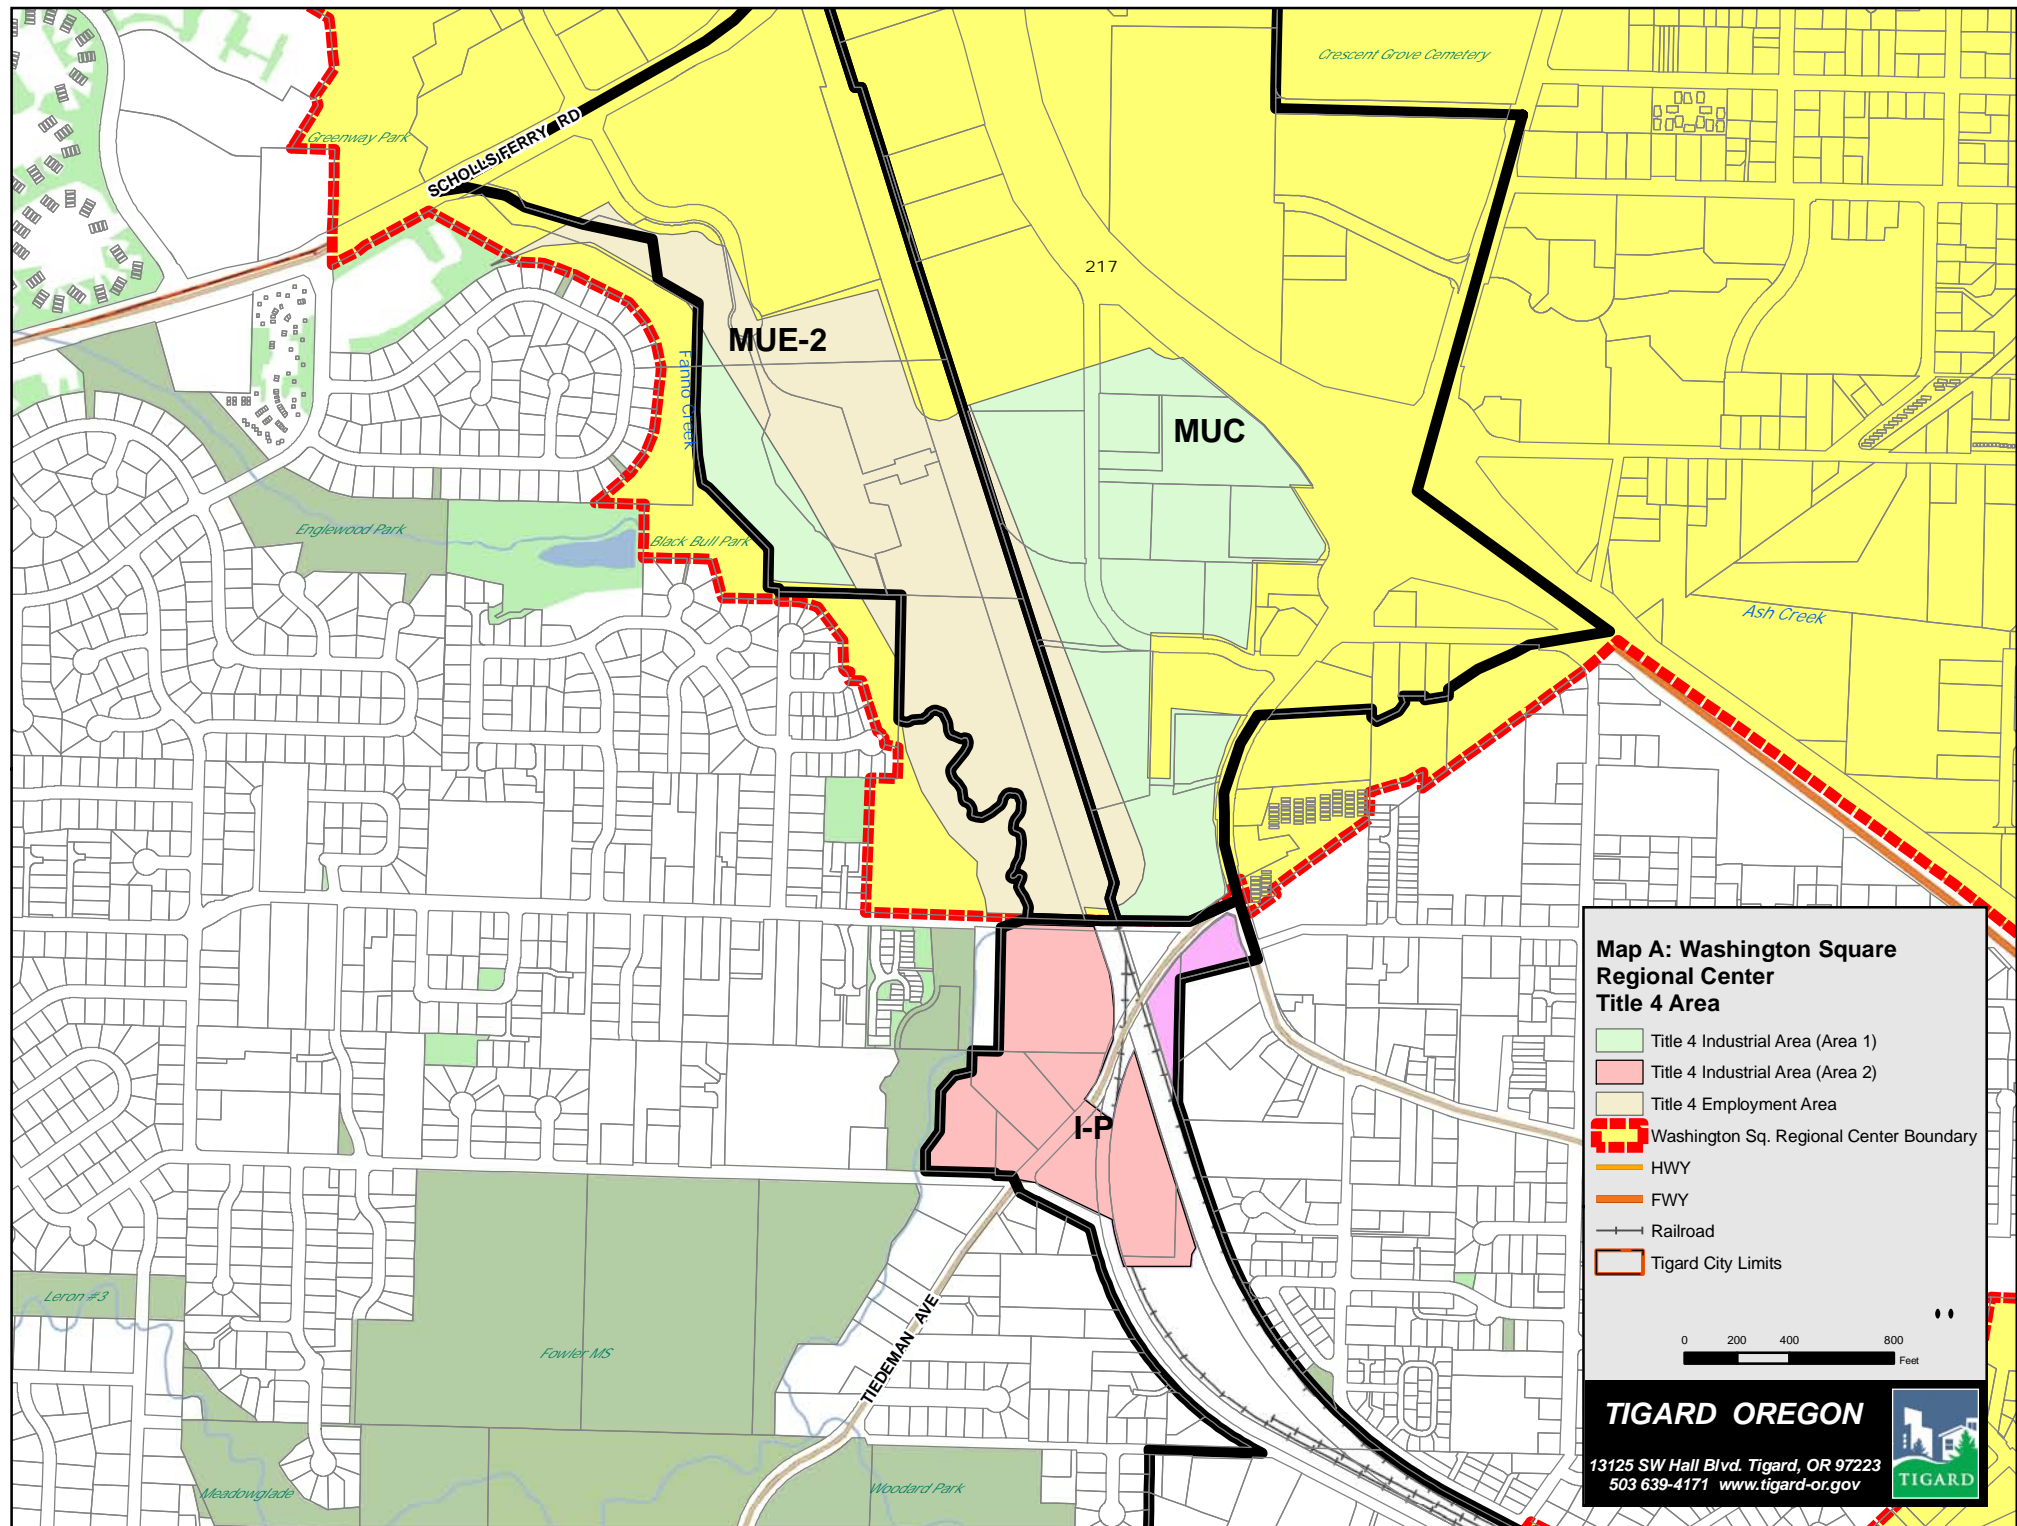 Crescent Grove Cemetery
Greenway Park
SCHOLLS FERRY RD
217
MUE-2
Fanno Creek
MUC
Englewood Park
Black Bull Park
Ash Creek
I-P
Leron #3
Fowler MS
TIEDEMAN AVE
Meadowglade
Woodard Park
Map A: Washington Square
Regional Center
Title 4 Area
Title 4 Industrial Area (Area 1)
Title 4 Industrial Area (Area 2)
Title 4 Employment Area
Washington Sq. Regional Center Boundary
HWY
FWY
Railroad
Tigard City Limits
0 200 400 800
Feet
TIGARD OREGON
13125 SW Hall Blvd. Tigard, OR 97223
503 639-4171 www.tigard-or.gov
TIGARD